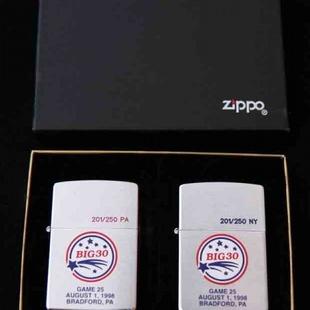 zippo
201/250 PA
BIG30
GAME 25
AUGUST 1, 1998
BRADFORD, PA
201/250 NY
BIG30
GAME 25
AUGUST 1, 1998
BRADFORD, PA